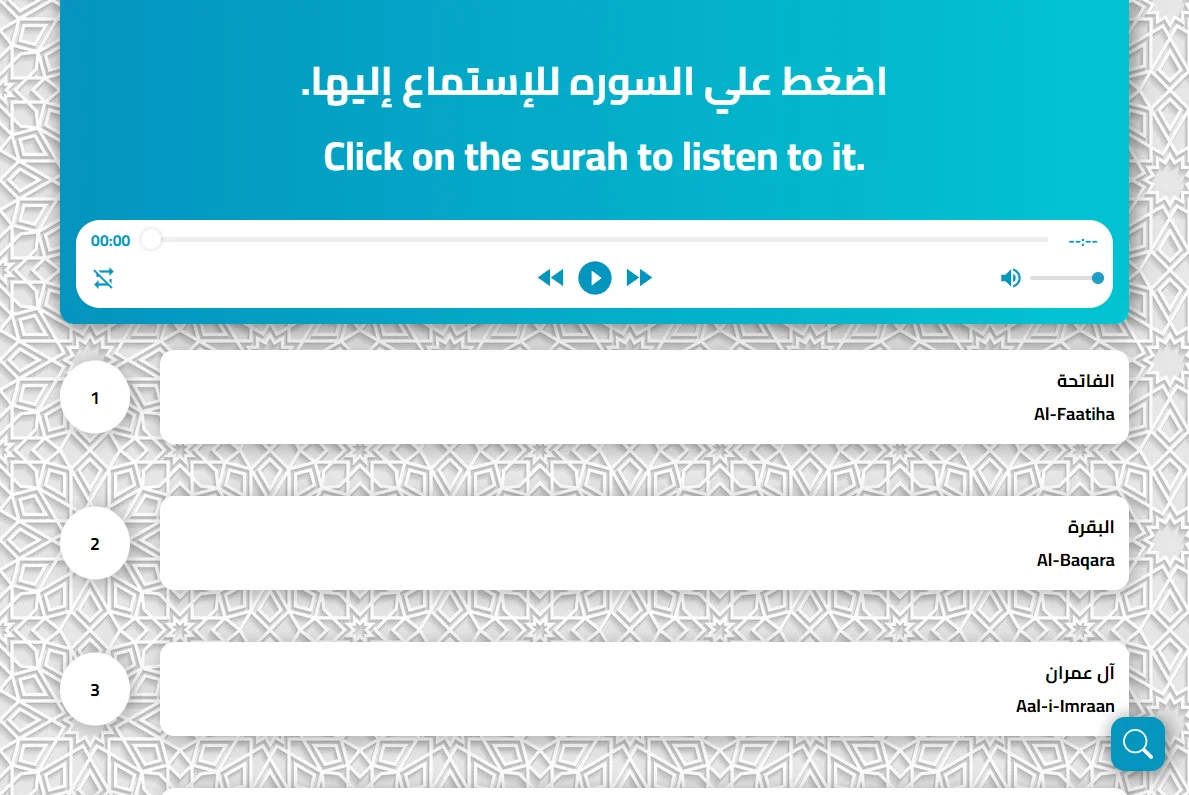 اضغط علي السوره للإستماع إليها.
Click on the surah to listen to it.
00:00
--:--
1
الفاتحة
Al-Faatiha
2
البقرة
Al-Baqara
3
آل عمران
Aal-i-Imraan